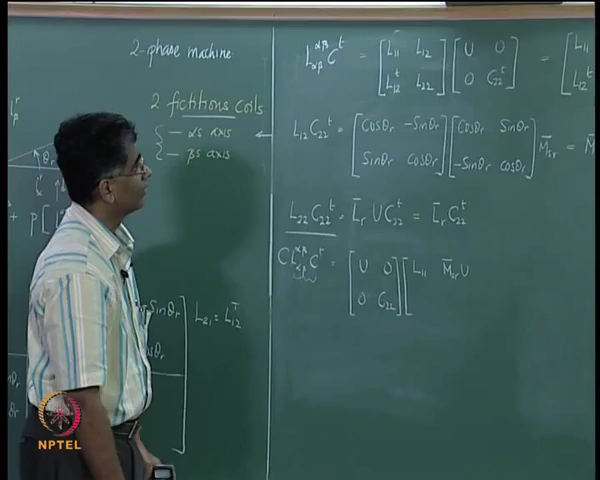 2-phase machine
2 fictitious coils
{ — αs axis ←
— βs axis
L^r_β
θr
+ p[
Sinθr ] L21 = L12^T
L^{αβ}_{αβ} C^t = [ L11 L12 ; L12^t L22 ] [ U 0 ; 0 C22^t ] = [ L11 ; L12^t
L12 C22^t = [ Cosθr -Sinθr ; Sinθr Cosθr ] [ Cosθr Sinθr ; -Sinθr Cosθr ] M̄sr =
L22 C22^t = L̄r U C22^t = L̄r C22^t
C L^{αβ}_{αβ} C^t = [ U 0 ; 0 C22 ] [ L11 M̄sr U
NPTEL